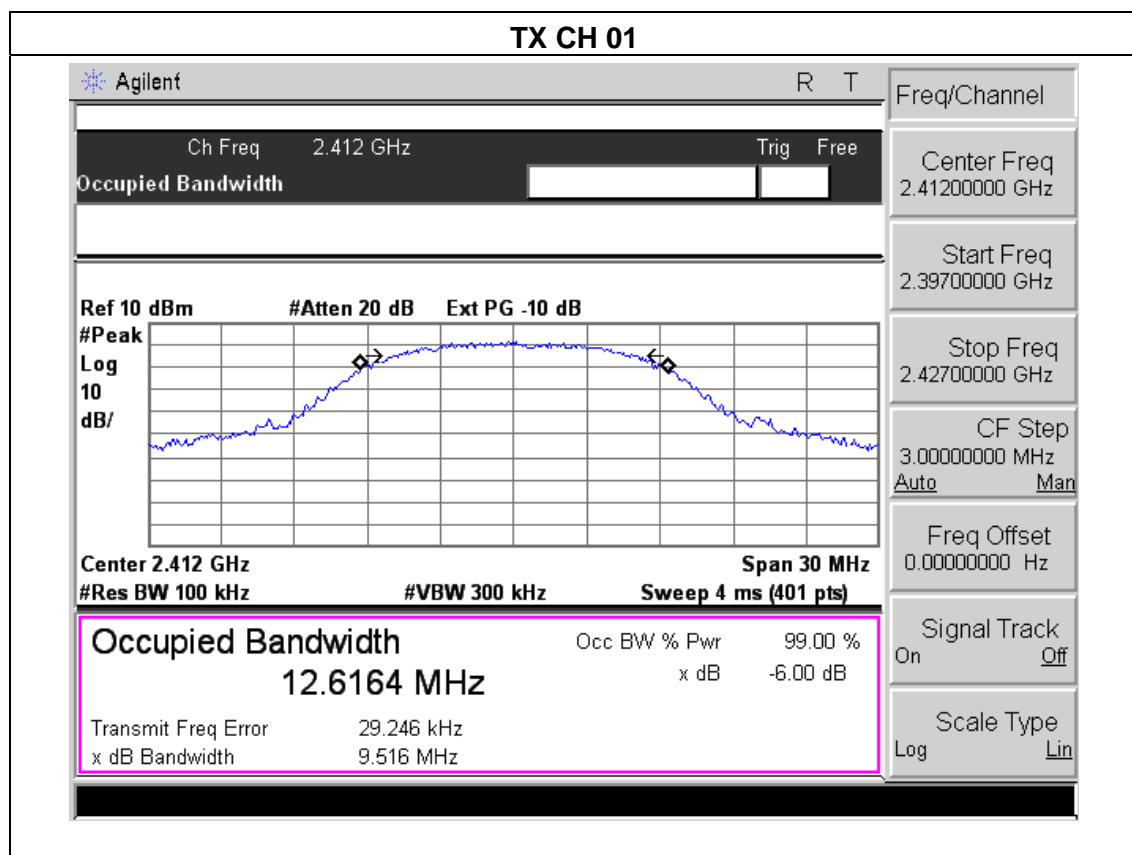 TX CH 01
Agilent R T
Freq/Channel
Ch Freq 2.412 GHz Trig Free
Occupied Bandwidth
Center Freq
2.41200000 GHz
Start Freq
2.39700000 GHz
Ref 10 dBm #Atten 20 dB Ext PG -10 dB
#Peak
Log
10
dB/
Stop Freq
2.42700000 GHz
CF Step
3.00000000 MHz
Auto Man
Center 2.412 GHz Span 30 MHz
#Res BW 100 kHz #VBW 300 kHz Sweep 4 ms (401 pts)
Freq Offset
0.00000000 Hz
Occupied Bandwidth Occ BW % Pwr 99.00 %
12.6164 MHz x dB -6.00 dB
Transmit Freq Error 29.246 kHz
x dB Bandwidth 9.516 MHz
Signal Track
On Off
Scale Type
Log Lin